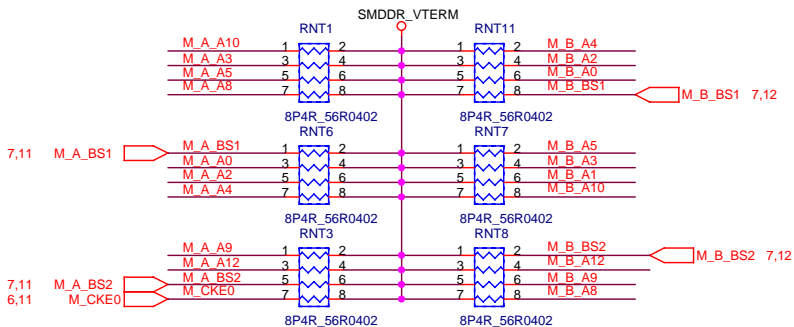 SMDDR_VTERM
RNT1 RNT11
M_A_A10 1 2 1 2 M_B_A4
M_A_A3 3 4 3 4 M_B_A2
M_A_A5 5 6 5 6 M_B_A0
M_A_A8 7 8 7 8 M_B_BS1 M_B_BS1 7,12
8P4R_56R0402 8P4R_56R0402
RNT6 RNT7
7,11 M_A_BS1 M_A_BS1 1 2 1 2 M_B_A5
M_A_A0 3 4 3 4 M_B_A3
M_A_A2 5 6 5 6 M_B_A1
M_A_A4 7 8 7 8 M_B_A10
8P4R_56R0402 8P4R_56R0402
RNT3 RNT8
M_A_A9 1 2 1 2 M_B_BS2 M_B_BS2 7,12
M_A_A12 3 4 3 4 M_B_A12
7,11 M_A_BS2 M_A_BS2 5 6 5 6 M_B_A9
6,11 M_CKE0 M_CKE0 7 8 7 8 M_B_A8
8P4R_56R0402 8P4R_56R0402